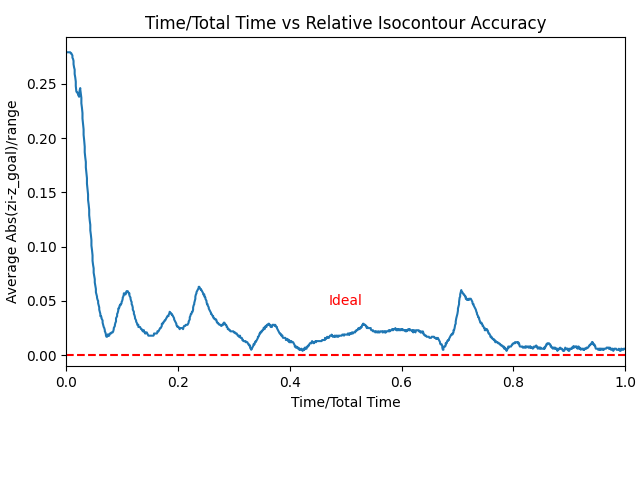 Time/Total Time vs Relative Isocontour Accuracy
Average Abs(zi-z_goal)/range
0.25
0.20
0.15
0.10
0.05
0.00
Ideal
0.0 0.2 0.4 0.6 0.8 1.0
Time/Total Time